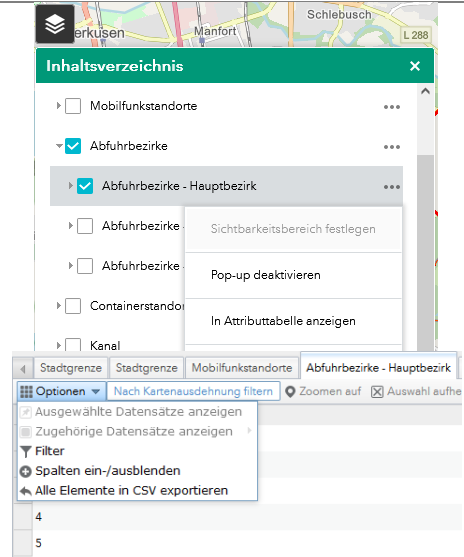 Schlebusch
erkusen
Manfort
L 288
Inhaltsverzeichnis
Mobilfunkstandorte
Abfuhrbezirke
Abfuhrbezirke - Hauptbezirk
Abfuhrbezirke -
Sichtbarkeitsbereich festlegen
Abfuhrbezirke -
Pop-up deaktivieren
Containerstandor
In Attributtabelle anzeigen
Kanal
Stadtgrenze Stadtgrenze Mobilfunkstandorte Abfuhrbezirke - Hauptbezirk
Optionen Nach Kartenausdehnung filtern Zoomen auf Auswahl aufhe
Ausgewählte Datensätze anzeigen
Zugehörige Datensätze anzeigen
Filter
Spalten ein-/ausblenden
Alle Elemente in CSV exportieren
4
5